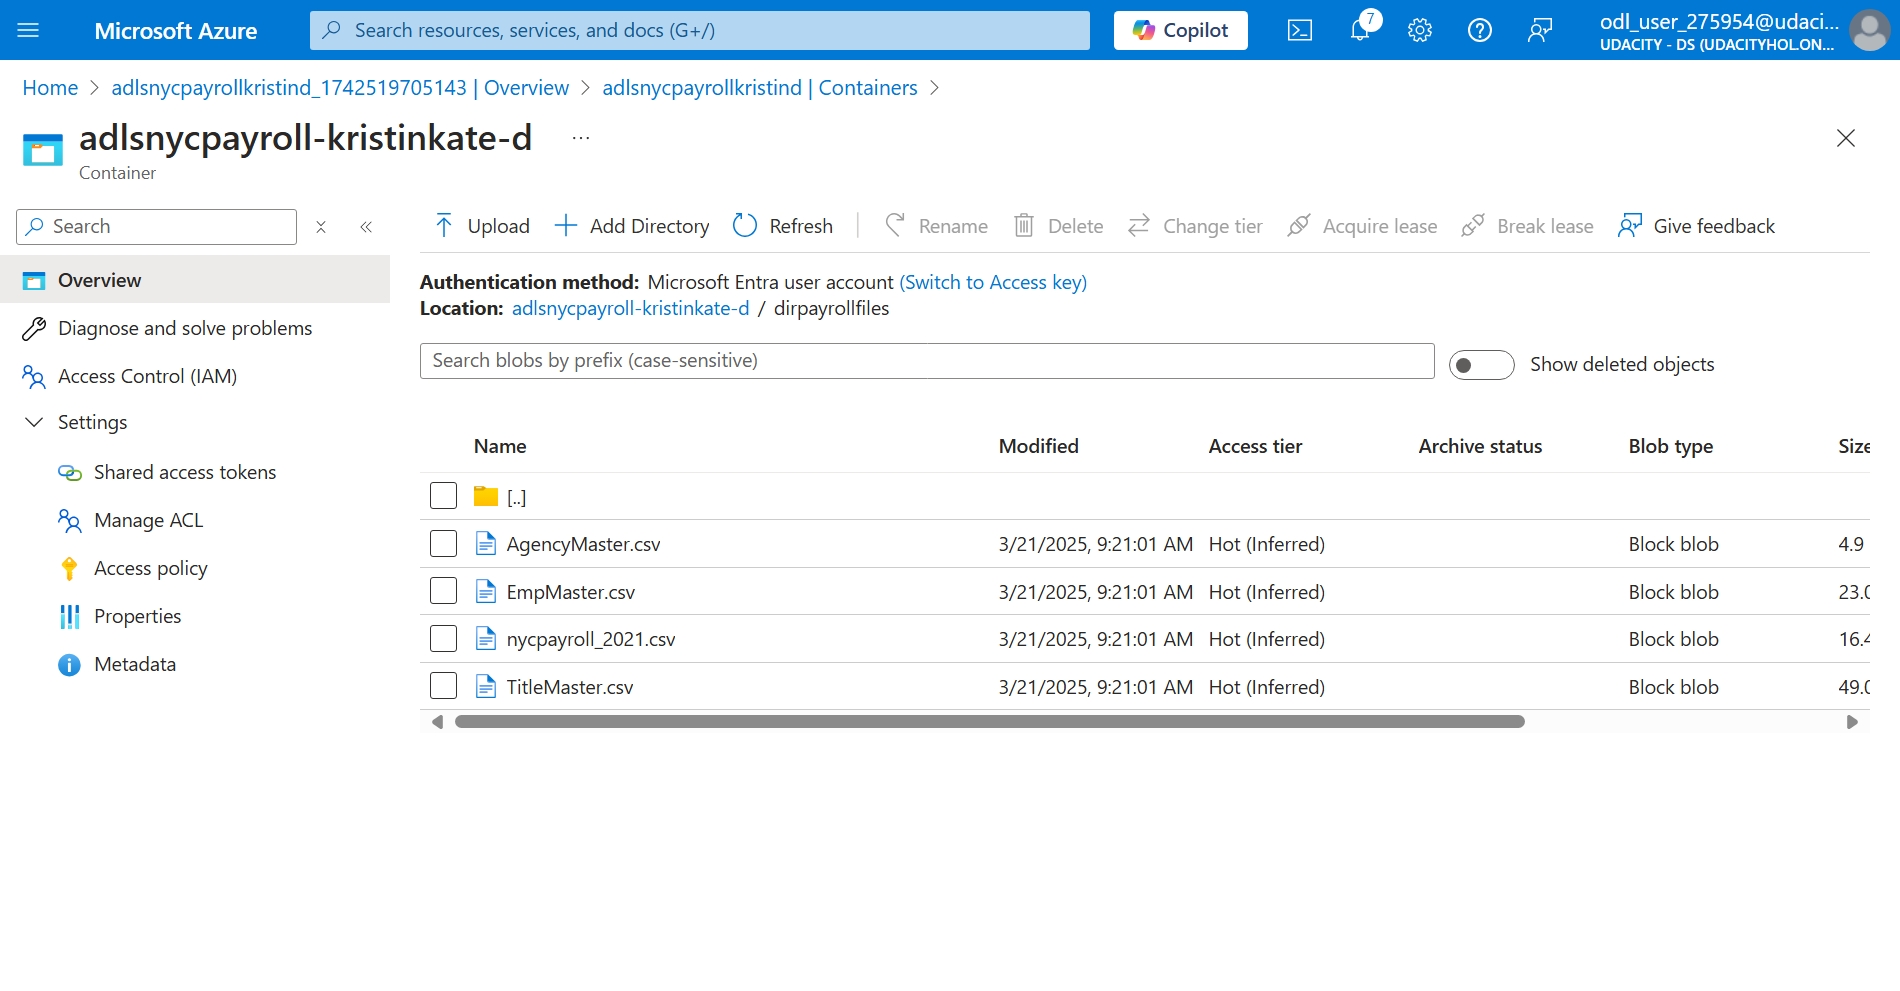 Microsoft Azure
Search resources, services, and docs (G+/)
Copilot
7
odl_user_275954@udaci...
UDACITY - DS (UDACITYHOL.ON...
Home > adlsnycpayrollkristind_1742519705143 | Overview > adlsnycpayrollkristind | Containers >
adlsnycpayroll-kristinkate-d ...
Container
Search
Overview
Diagnose and solve problems
Access Control (IAM)
Settings
Shared access tokens
Manage ACL
Access policy
Properties
Metadata
Upload Add Directory Refresh Rename Delete Change tier Acquire lease Break lease Give feedback
Authentication method: Microsoft Entra user account (Switch to Access key)
Location: adlsnycpayroll-kristinkate-d / dirpayrollfiles
Search blobs by prefix (case-sensitive)
Show deleted objects
Name Modified Access tier Archive status Blob type Size
[..]
AgencyMaster.csv 3/21/2025, 9:21:01 AM Hot (Inferred) Block blob 4.9
EmpMaster.csv 3/21/2025, 9:21:01 AM Hot (Inferred) Block blob 23.0
nycpayroll_2021.csv 3/21/2025, 9:21:01 AM Hot (Inferred) Block blob 16.4
TitleMaster.csv 3/21/2025, 9:21:01 AM Hot (Inferred) Block blob 49.0